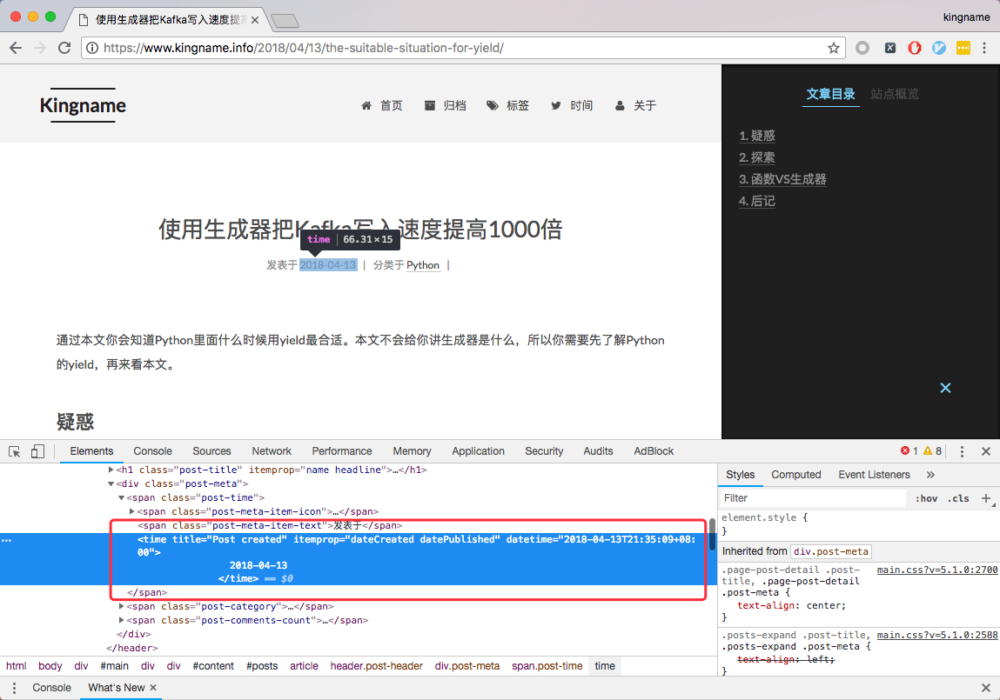 使用生成器把Kafka写入速度提高
kingname
https://www.kingname.info/2018/04/13/the-suitable-situation-for-yield/
Kingname
首页
归档
标签
时间
关于
文章目录
站点概览
1. 疑惑
2. 探索
3. 函数VS生成器
4. 后记
使用生成器把Kafka写入速度提高1000倍
time | 66.31×15
发表于 2018-04-13 | 分类于 Python |
通过本文你会知道Python里面什么时候用yield最合适。本文不会给你讲生成器是什么，所以你需要先了解Python
的yield，再来看本文。
疑惑
Elements Console Sources Network Performance Memory Application Security Audits AdBlock
1 8
<h1 class="post-title" itemprop="name headline">…</h1>
<div class="post-meta">
<span class="post-time">
<span class="post-meta-item-icon">…</span>
<span class="post-meta-item-text">发表于</span>
<time title="Post created" itemprop="dateCreated datePublished" datetime="2018-04-13T21:35:09+08:
00">
2018-04-13
</time> == $0
</span>
<span class="post-category">…</span>
<span class="post-comments-count">…</span>
</div>
</header>
html body div #main div div #content #posts article header.post-header div.post-meta span.post-time time
Styles Computed Event Listeners »
Filter :hov .cls +
element.style {
}
Inherited from div.post-meta
.page-post-detail .post- main.css?v=5.1.0:2700
title, .page-post-detail
.post-meta {
text-align: center;
}
.posts-expand .post-title, main.css?v=5.1.0:2588
.posts-expand .post-meta {
text-align: left;
}
Console What's New ×